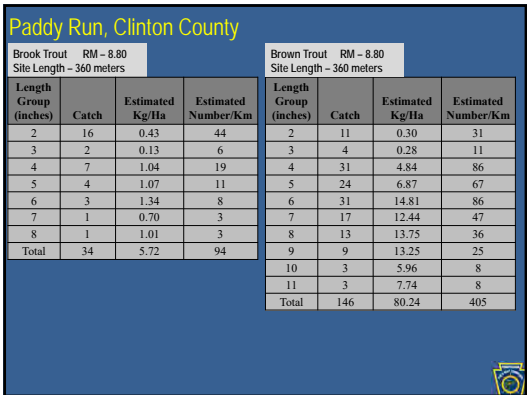 Paddy Run, Clinton County
Brook Trout RM – 8.80
Site Length – 360 meters
Length Group (inches) Catch Estimated Kg/Ha Estimated Number/Km
2 16 0.43 44
3 2 0.13 6
4 7 1.04 19
5 4 1.07 11
6 3 1.34 8
7 1 0.70 3
8 1 1.01 3
Total 34 5.72 94
Brown Trout RM – 8.80
Site Length – 360 meters
Length Group (inches) Catch Estimated Kg/Ha Estimated Number/Km
2 11 0.30 31
3 4 0.28 11
4 31 4.84 86
5 24 6.87 67
6 31 14.81 86
7 17 12.44 47
8 13 13.75 36
9 9 13.25 25
10 3 5.96 8
11 3 7.74 8
Total 146 80.24 405